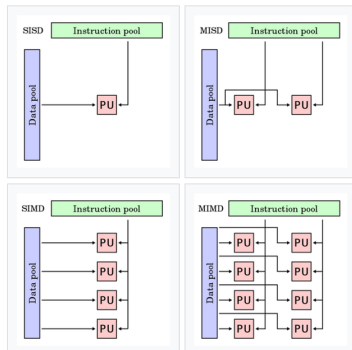 SISD Instruction pool
Data pool
PU
MISD Instruction pool
Data pool
PU PU
SIMD Instruction pool
Data pool
PU
PU
PU
PU
MIMD Instruction pool
Data pool
PU PU
PU PU
PU PU
PU PU